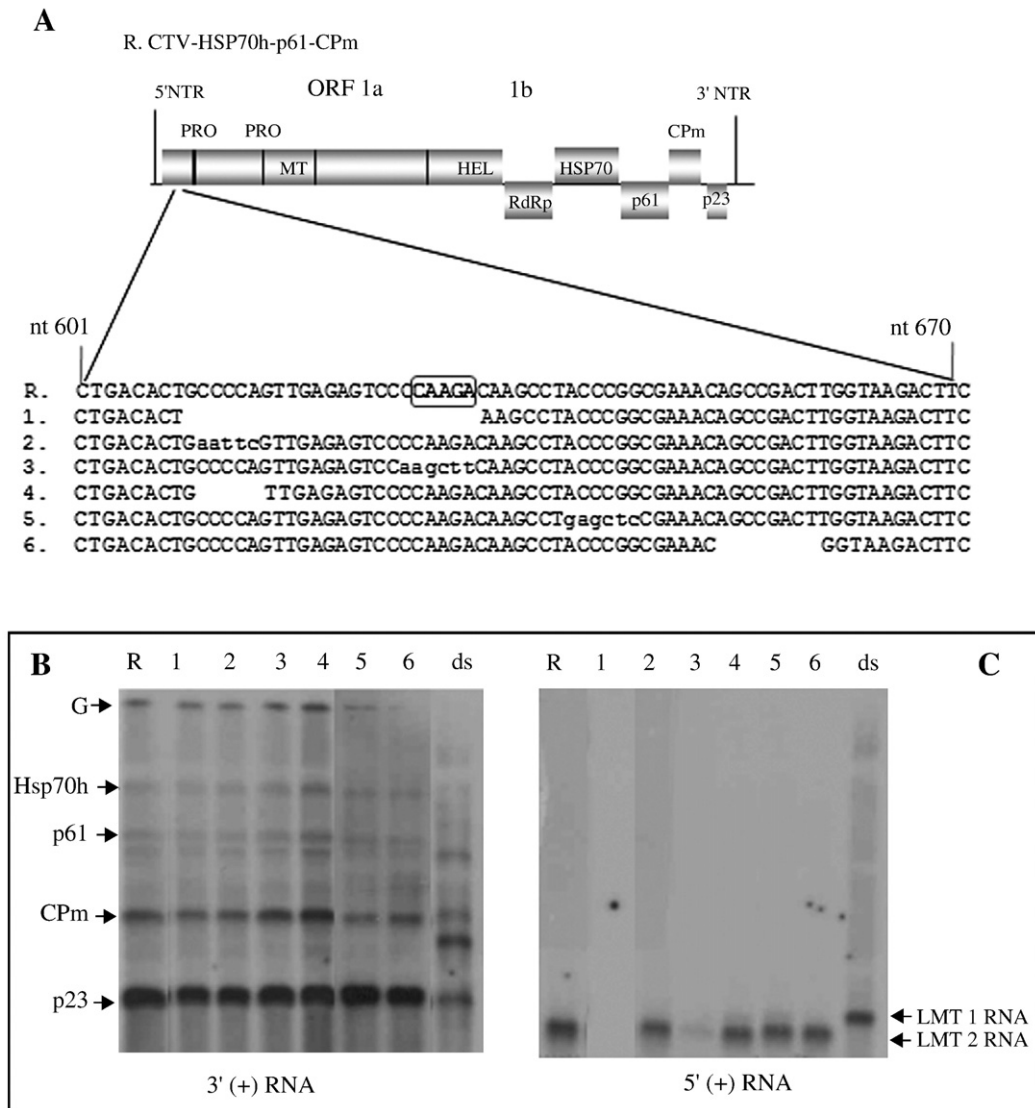 A
R. CTV-HSP70h-p61-CPm
5'NTR ORF 1a 1b 3' NTR
PRO PRO CPm
MT HEL HSP70
RdRp p61 p23
nt 601 nt 670
R. CTGACACTGCCCCAGTTGAGAGTCCCCAAGACAAGCCTACCCGGCGAAACAGCCGACTTGGTAAGACTTC
1. CTGACACT AAGCCTACCCGGCGAAACAGCCGACTTGGTAAGACTTC
2. CTGACACTGaattcGTTGAGAGTCCCCAAGACAAGCCTACCCGGCGAAACAGCCGACTTGGTAAGACTTC
3. CTGACACTGCCCCAGTTGAGAGTCCaagcttCAAGCCTACCCGGCGAAACAGCCGACTTGGTAAGACTTC
4. CTGACACTG TTGAGAGTCCCCAAGACAAGCCTACCCGGCGAAACAGCCGACTTGGTAAGACTTC
5. CTGACACTGCCCCAGTTGAGAGTCCCCAAGACAAGCCTgagctcCGAAACAGCCGACTTGGTAAGACTTC
6. CTGACACTGCCCCAGTTGAGAGTCCCCAAGACAAGCCTACCCGGCGAAAC GGTAAGACTTC
B R 1 2 3 4 5 6 ds
G
Hsp70h
p61
CPm
p23
3' (+) RNA
R 1 2 3 4 5 6 ds C
LMT 1 RNA
LMT 2 RNA
5' (+) RNA